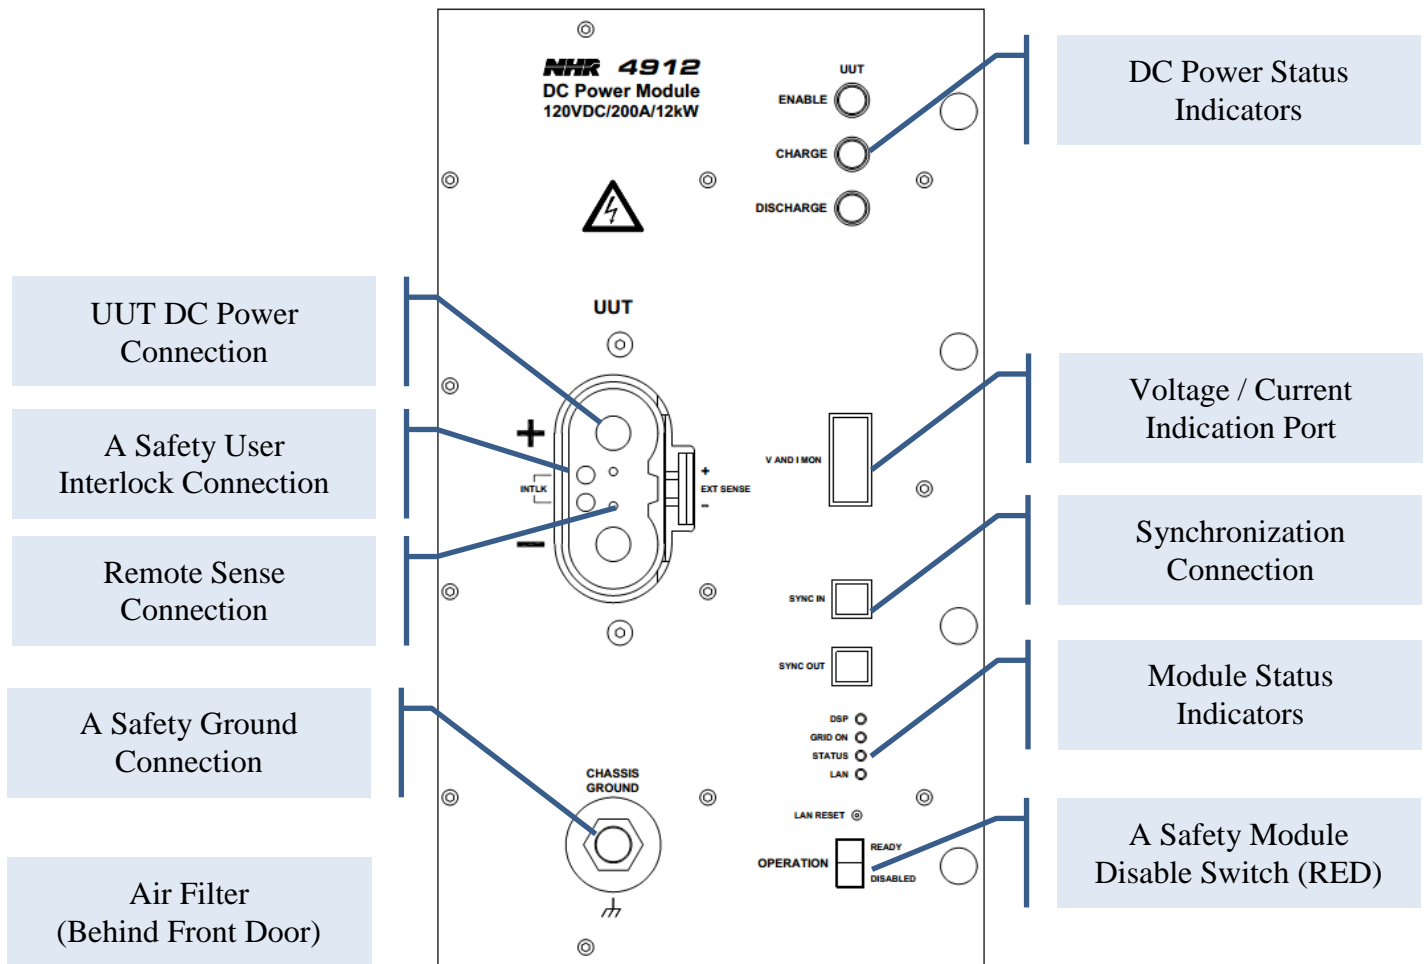 NHR 4912
DC Power Module
120VDC/200A/12kW
UUT
ENABLE
CHARGE
DISCHARGE
DC Power Status
Indicators
UUT DC Power
Connection
UUT
A Safety User
Interlock Connection
+
INTLK
+
EXT SENSE
-
−
V AND I MON
Voltage / Current
Indication Port
Remote Sense
Connection
SYNC IN
Synchronization
Connection
SYNC OUT
A Safety Ground
Connection
DSP
GRID ON
STATUS
LAN
Module Status
Indicators
CHASSIS
GROUND
LAN RESET
OPERATION
READY
DISABLED
A Safety Module
Disable Switch (RED)
Air Filter
(Behind Front Door)